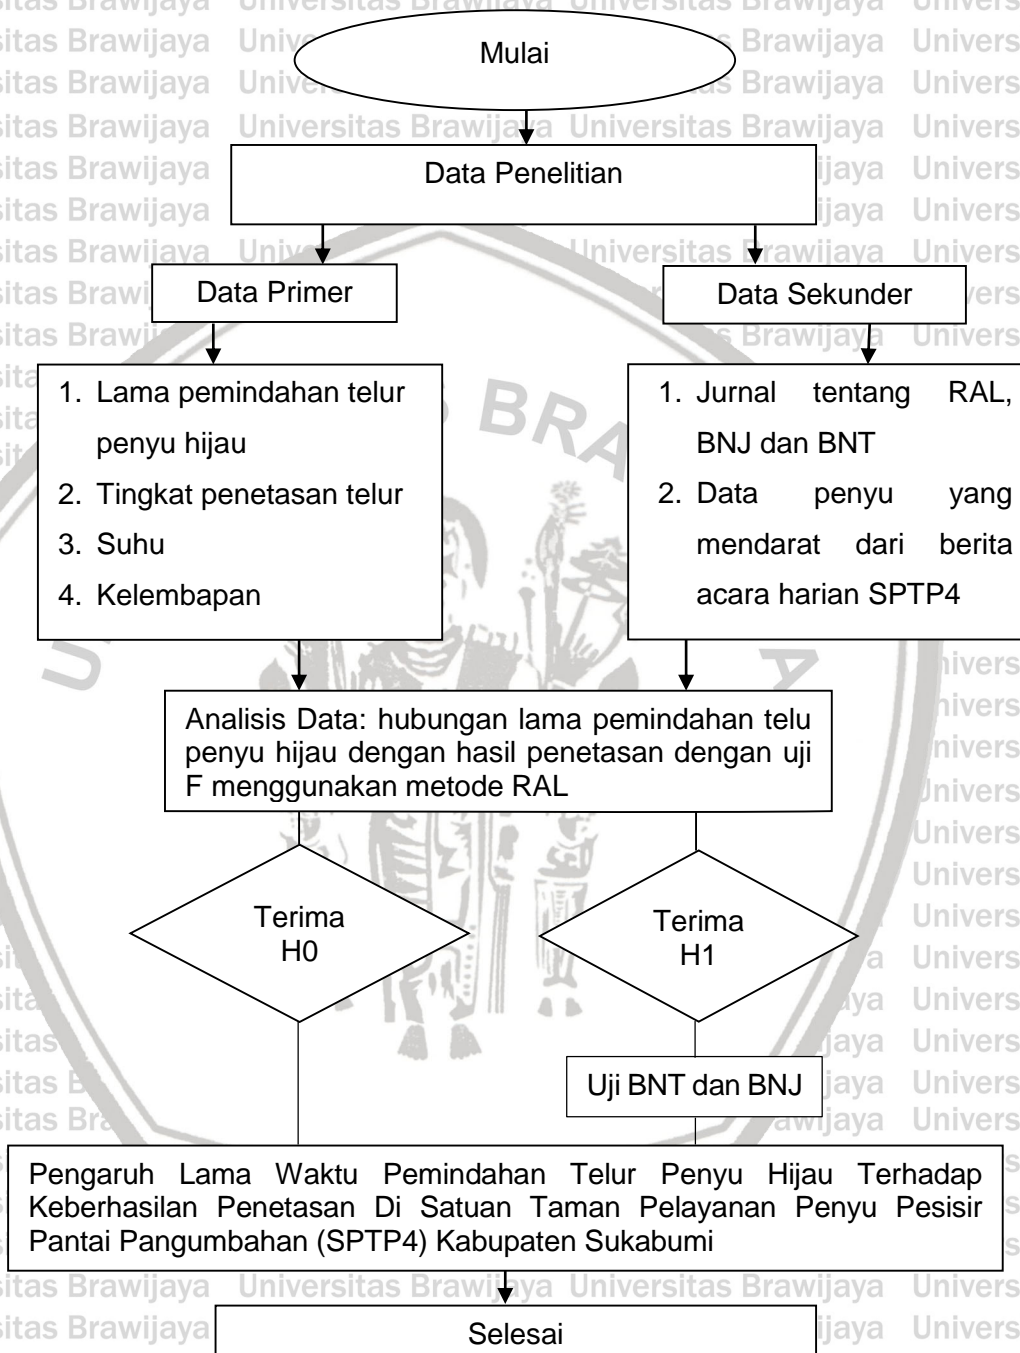 Mulai
Data Penelitian
Data Primer
Data Sekunder
1. Lama pemindahan telur
penyu hijau
2. Tingkat penetasan telur
3. Suhu
4. Kelembapan
1. Jurnal tentang RAL,
BNJ dan BNT
2. Data penyu yang
mendarat dari berita
acara harian SPTP4
Analisis Data: hubungan lama pemindahan telu
penyu hijau dengan hasil penetasan dengan uji
F menggunakan metode RAL
Terima
H0
Terima
H1
Uji BNT dan BNJ
Pengaruh Lama Waktu Pemindahan Telur Penyu Hijau Terhadap
Keberhasilan Penetasan Di Satuan Taman Pelayanan Penyu Pesisir
Pantai Pangumbahan (SPTP4) Kabupaten Sukabumi
Universitas Brawijaya Universitas Brawijaya
Selesai